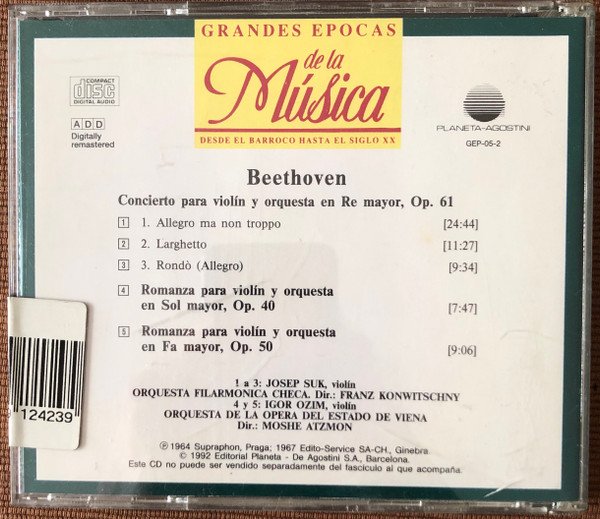 GRANDES EPOCAS
de la
Música
DESDE EL BARROCO HASTA EL SIGLO XX
COMPACT
disc
DIGITAL AUDIO
ADD
Digitally
remastered
PLANETA-AGOSTINI
GEP-05-2
Beethoven
Concierto para violín y orquesta en Re mayor, Op. 61
1 1. Allegro ma non troppo [24:44]
2 2. Larghetto [11:27]
3 3. Rondò (Allegro) [9:34]
4 Romanza para violín y orquesta
en Sol mayor, Op. 40 [7:47]
5 Romanza para violín y orquesta
en Fa mayor, Op. 50 [9:06]
1 a 3: JOSEP SUK, violín
ORQUESTA FILARMONICA CHECA. Dir.: FRANZ KONWITSCHNY
4 y 5: IGOR OZIM, violín
ORQUESTA DE LA OPERA DEL ESTADO DE VIENA
Dir.: MOSHE ATZMON
℗ 1964 Supraphon, Praga; 1967 Edito-Service SA-CH., Ginebra.
© 1992 Editorial Planeta - De Agostini S.A., Barcelona.
Este CD no puede ser vendido separadamente del fascículo al que acompaña.
124239